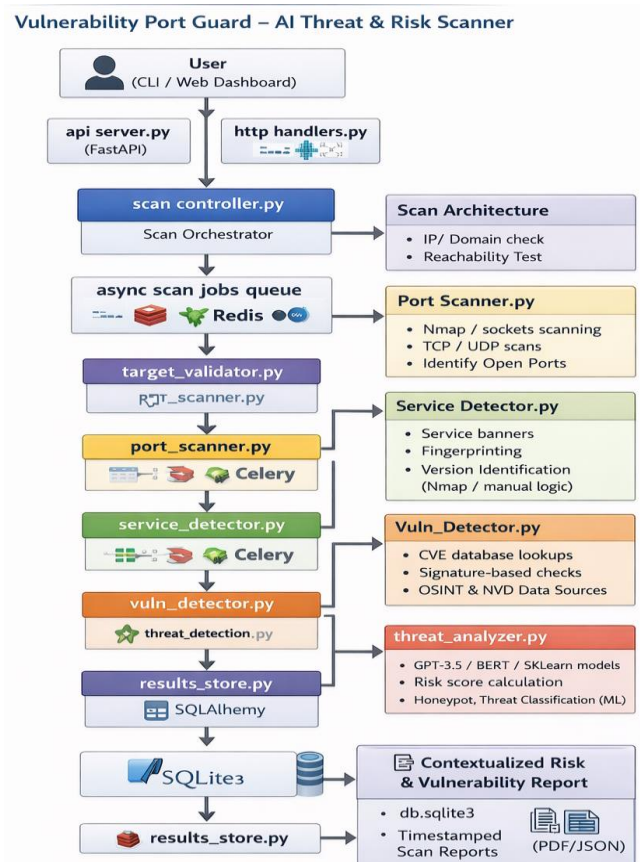 Vulnerability Port Guard – AI Threat & Risk Scanner
User
(CLI / Web Dashboard)
api server.py
(FastAPI)
http handlers.py
scan controller.py
Scan Orchestrator
Scan Architecture
• IP/ Domain check
• Reachability Test
async scan jobs queue
Redis
Port Scanner.py
• Nmap / sockets scanning
• TCP / UDP scans
• Identify Open Ports
target_validator.py
_scanner.py
port_scanner.py
Celery
Service Detector.py
• Service banners
• Fingerprinting
• Version Identification
(Nmap / manual logic)
service_detector.py
Celery
Vuln_Detector.py
• CVE database lookups
• Signature-based checks
• OSINT & NVD Data Sources
vuln_detector.py
threat_detection.py
threat_analyzer.py
• GPT-3.5 / BERT / SKLearn models
• Risk score calculation
• Honeypot, Threat Classification (ML)
results_store.py
SQLAlhemy
SQLite3
Contextualized Risk
& Vulnerability Report
• db.sqlite3
• Timestamped
Scan Reports
(PDF/JSON)
results_store.py